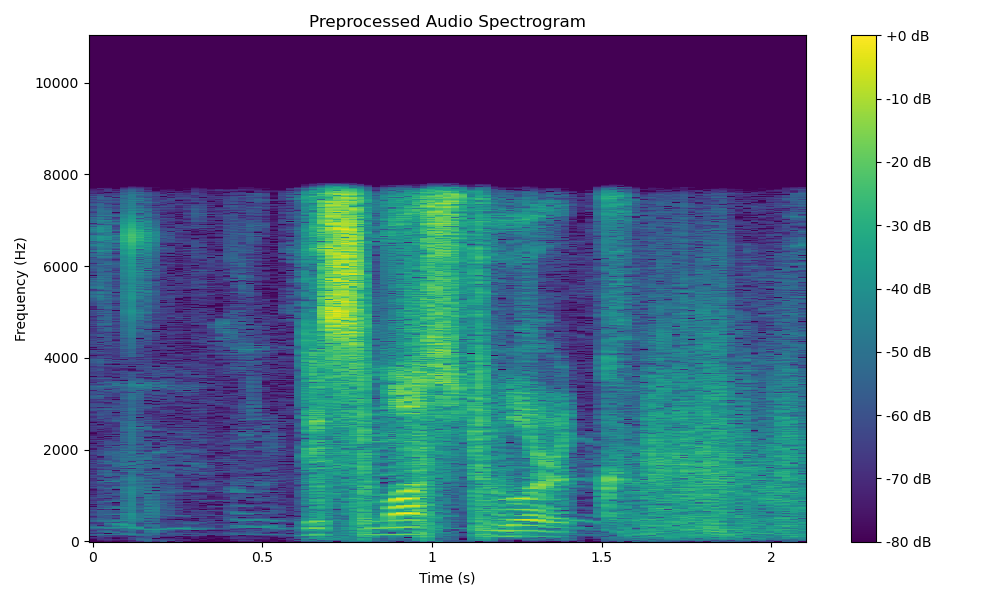 Preprocessed Audio Spectrogram
+0 dB
10000
-10 dB
8000
-20 dB
-30 dB
6000
Frequency (Hz)
-40 dB
4000
-50 dB
-60 dB
2000
-70 dB
0
-80 dB
0
0.5
1
1.5
2
Time (s)